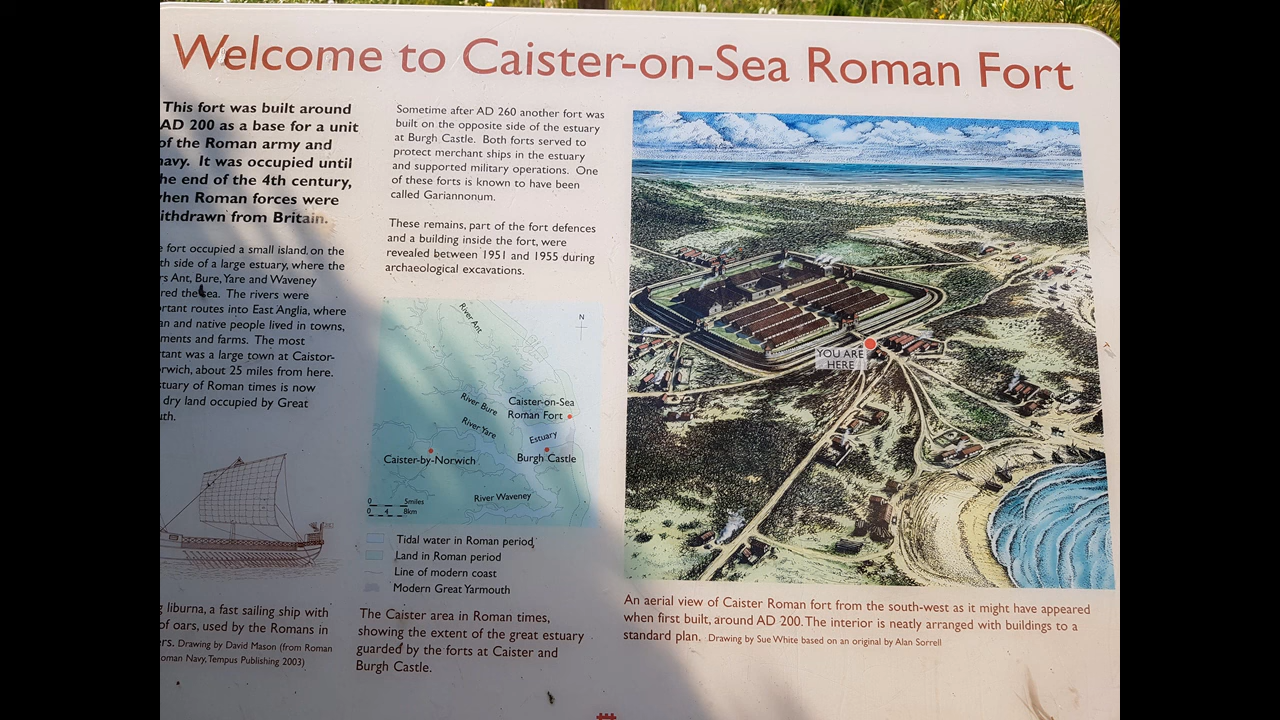 Welcome to Caister-on-Sea Roman Fort
This fort was built around
AD 200 as a base for a unit
of the Roman army and
navy. It was occupied until
the end of the 4th century,
when Roman forces were
withdrawn from Britain.
fort occupied a small island, on the
side of a large estuary, where the
Ant, Bure, Yare and Waveney
the sea. The rivers were
routes into East Anglia, where
and native people lived in towns,
and farms. The most
was a large town at Caistor-
about 25 miles from here.
of Roman times is now
dry land occupied by Great
liburna, a fast sailing ship with
of oars, used by the Romans in
Drawing by David Mason (from Roman
Navy, Tempus Publishing 2003)
Sometime after AD 260 another fort was
built on the opposite side of the estuary
at Burgh Castle. Both forts served to
protect merchant ships in the estuary
and supported military operations. One
of these forts is known to have been
called Gariannonum.
These remains, part of the fort defences
and a building inside the fort, were
revealed between 1951 and 1955 during
archaeological excavations.
River Ant
N
River Bure
Caister-on-Sea
Roman Fort
River Yare
Estuary
Caister-by-Norwich
Burgh Castle
River Waveney
0 5miles
0 4 8km
Tidal water in Roman period
Land in Roman period
Line of modern coast
Modern Great Yarmouth
The Caister area in Roman times,
showing the extent of the great estuary
guarded by the forts at Caister and
Burgh Castle.
YOU ARE
HERE
An aerial view of Caister Roman fort from the south-west as it might have appeared
when first built, around AD 200. The interior is neatly arranged with buildings to a
standard plan. Drawing by Sue White based on an original by Alan Sorrell